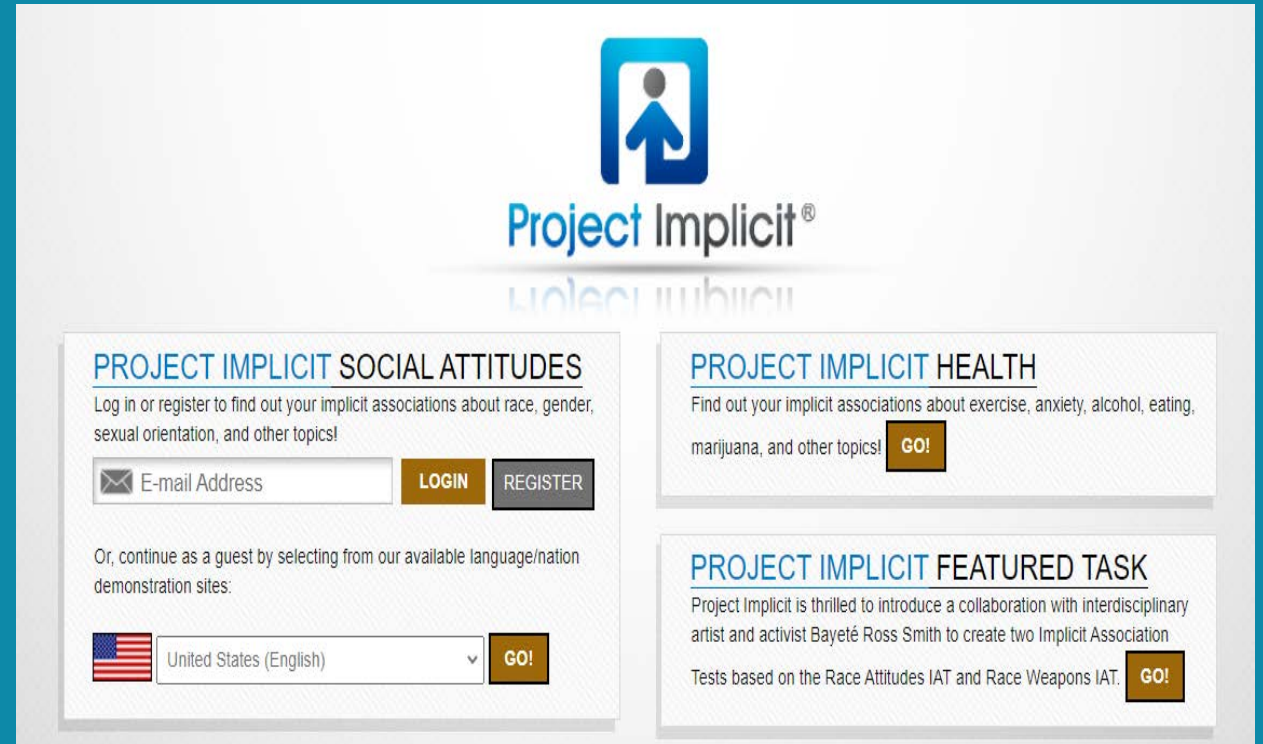 Project Implicit®
PROJECT IMPLICIT SOCIAL ATTITUDES
Log in or register to find out your implicit associations about race, gender,
sexual orientation, and other topics!
E-mail Address
LOGIN
REGISTER
Or, continue as a guest by selecting from our available language/nation
demonstration sites:
United States (English)
GO!
PROJECT IMPLICIT HEALTH
Find out your implicit associations about exercise, anxiety, alcohol, eating,
marijuana, and other topics! GO!
PROJECT IMPLICIT FEATURED TASK
Project Implicit is thrilled to introduce a collaboration with interdisciplinary
artist and activist Bayeté Ross Smith to create two Implicit Association
Tests based on the Race Attitudes IAT and Race Weapons IAT. GO!